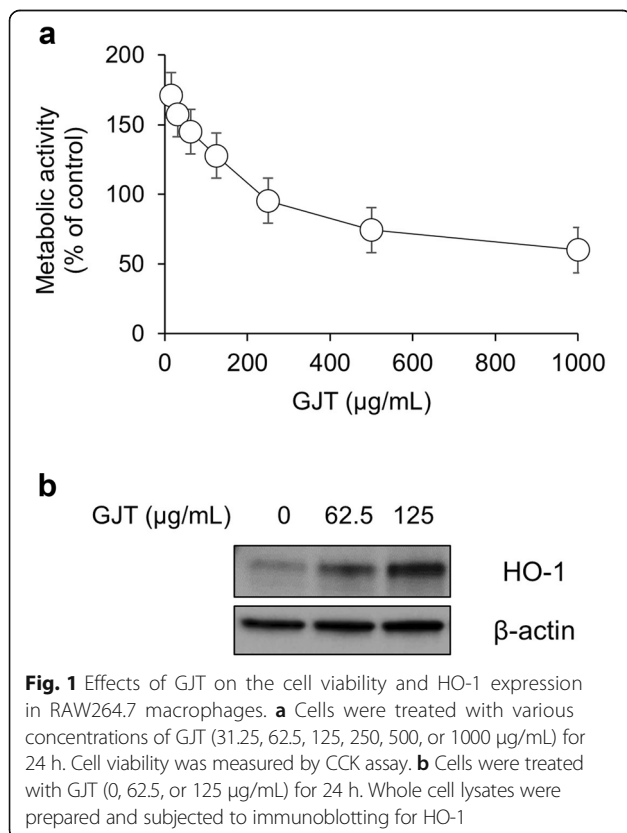 a
200
150
100
50
0
Metabolic activity
(% of control)
0 200 400 600 800 1000
GJT (µg/mL)
b
GJT (µg/mL) 0 62.5 125
HO-1
β-actin
Fig. 1 Effects of GJT on the cell viability and HO-1 expression
in RAW264.7 macrophages. a Cells were treated with various
concentrations of GJT (31.25, 62.5, 125, 250, 500, or 1000 µg/mL) for
24 h. Cell viability was measured by CCK assay. b Cells were treated
with GJT (0, 62.5, or 125 µg/mL) for 24 h. Whole cell lysates were
prepared and subjected to immunoblotting for HO-1